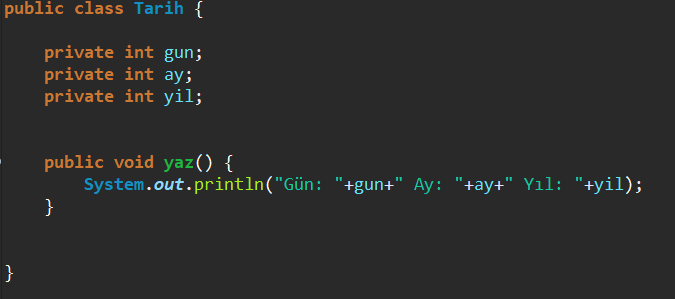 public class Tarih {
private int gun;
private int ay;
private int yil;
public void yaz() {
System.out.println("Gün: "+gun+" Ay: "+ay+" Yıl: "+yil);
}
}